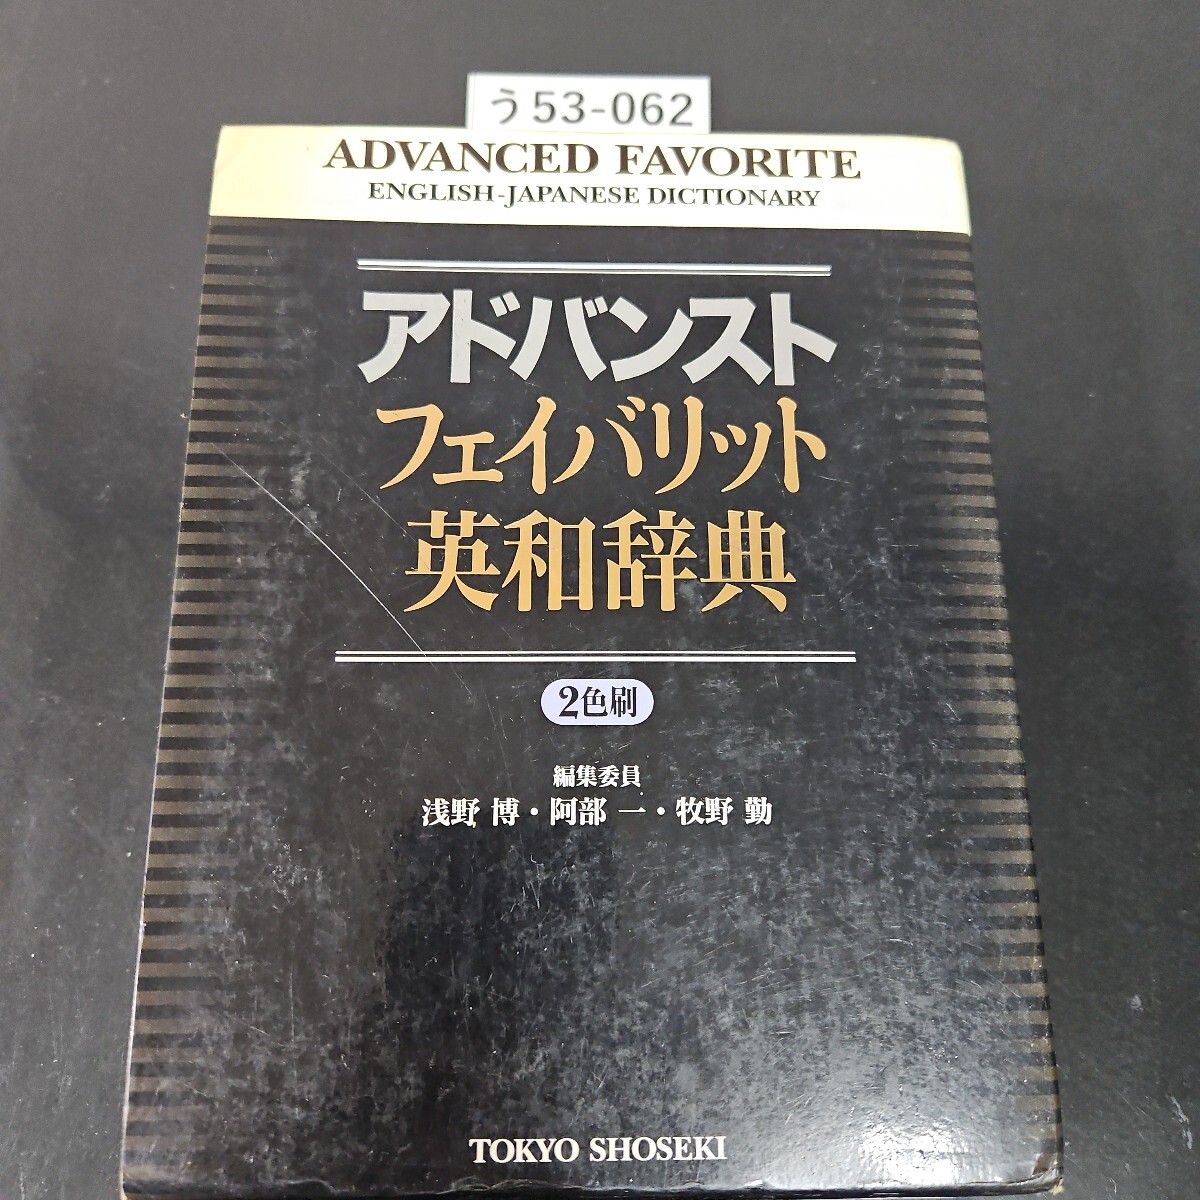 う53-062
ADVANCED FAVORITE
ENGLISH-JAPANESE DICTIONARY
アドバンスト
フェイバリット
英和辞典
2色刷
編集委員
浅野 博・阿部 一・牧野 勤
TOKYO SHOSEKI